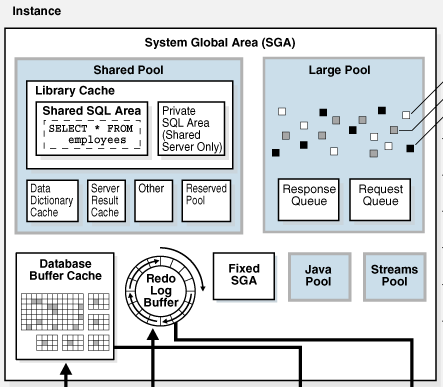 Instance
System Global Area (SGA)
Shared Pool
Library Cache
Shared SQL Area
SELECT * FROM
employees
Private
SQL Area
(Shared
Server Only)
Data
Dictionary
Cache
Server
Result
Cache
Other
Reserved
Pool
Large Pool
Response
Queue
Request
Queue
Database
Buffer Cache
Redo
Log
Buffer
Fixed
SGA
Java
Pool
Streams
Pool